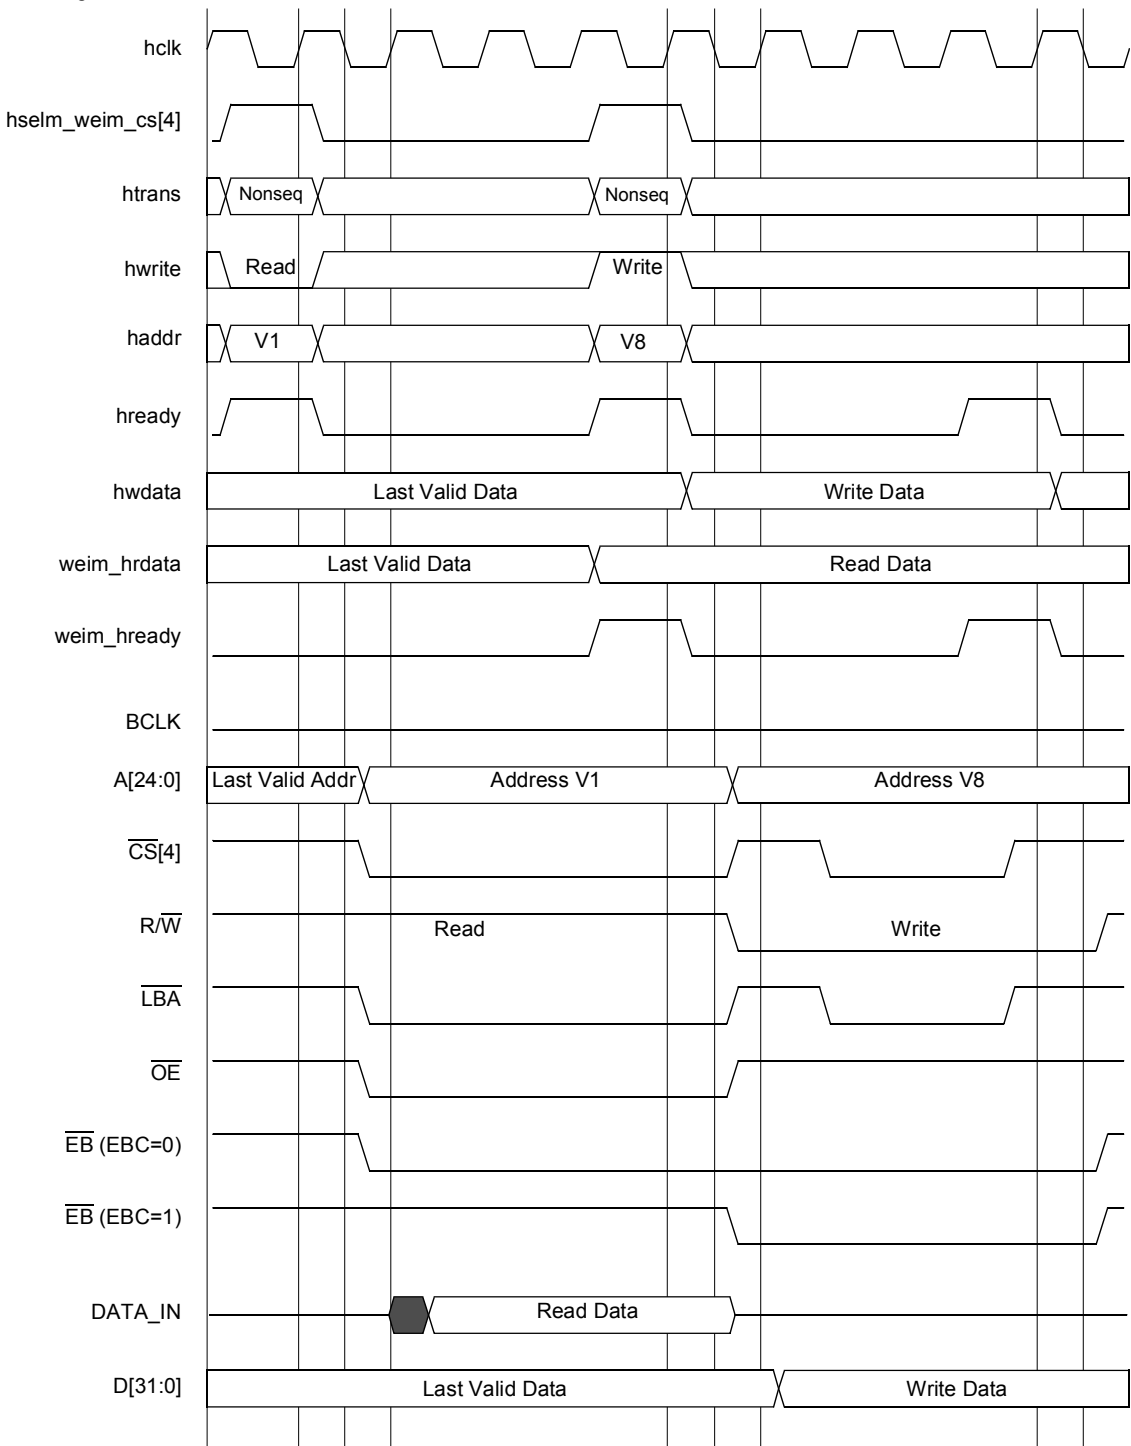 hclk
hselm_weim_cs[4]
htrans Nonseq Nonseq
hwrite Read Write
haddr V1 V8
hready
hwdata Last Valid Data Write Data
weim_hrdata Last Valid Data Read Data
weim_hready
BCLK
A[24:0] Last Valid Addr Address V1 Address V8
CS[4]
R/W Read Write
LBA
OE
EB (EBC=0)
EB (EBC=1)
DATA_IN Read Data
D[31:0] Last Valid Data Write Data